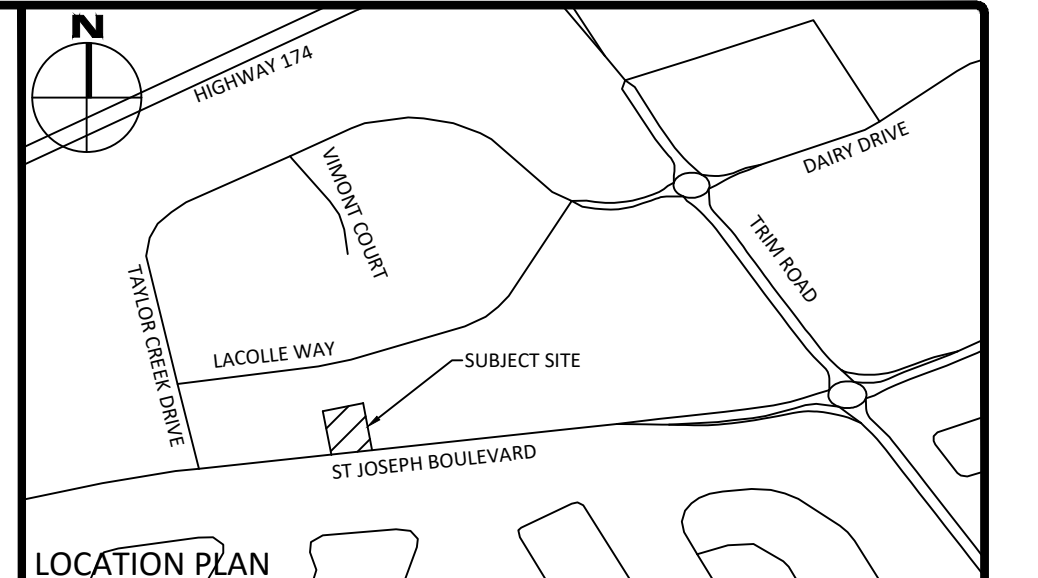 N
HIGHWAY 174
VIMONT COURT
DAIRY DRIVE
TRIM ROAD
TAYLOR CREEK DRIVE
LACOLLE WAY
SUBJECT SITE
ST JOSEPH BOULEVARD
LOCATION PLAN